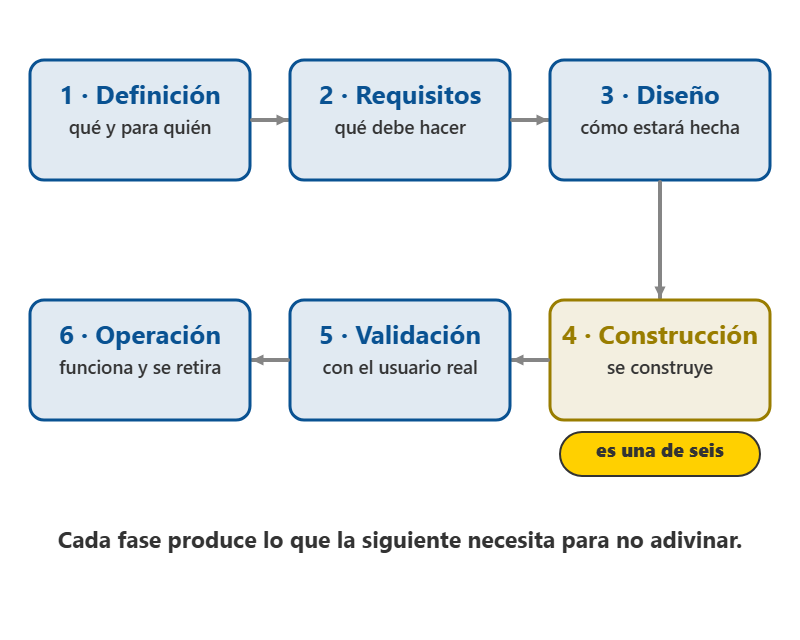 1 · Definición
qué y para quién
2 · Requisitos
qué debe hacer
3 · Diseño
cómo estará hecha
4 · Construcción
se construye
es una de seis
5 · Validación
con el usuario real
6 · Operación
funciona y se retira
Cada fase produce lo que la siguiente necesita para no adivinar.